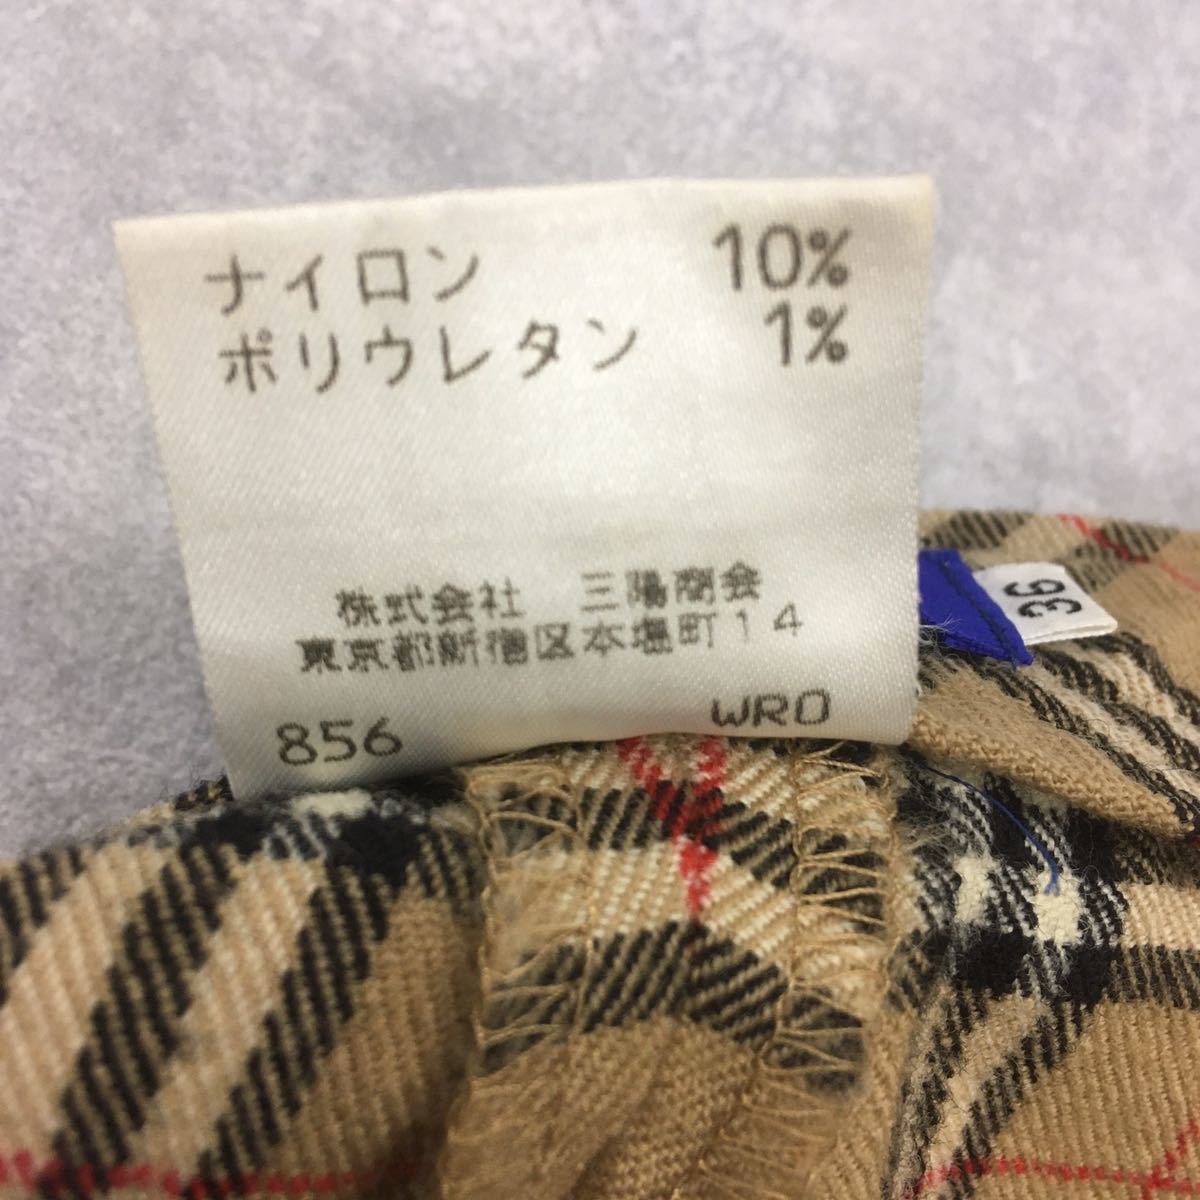 ナイロン 10%
ポリウレタン 1%
株式会社 三陽商会
東京都新宿区本塩町14
856 WRO
36